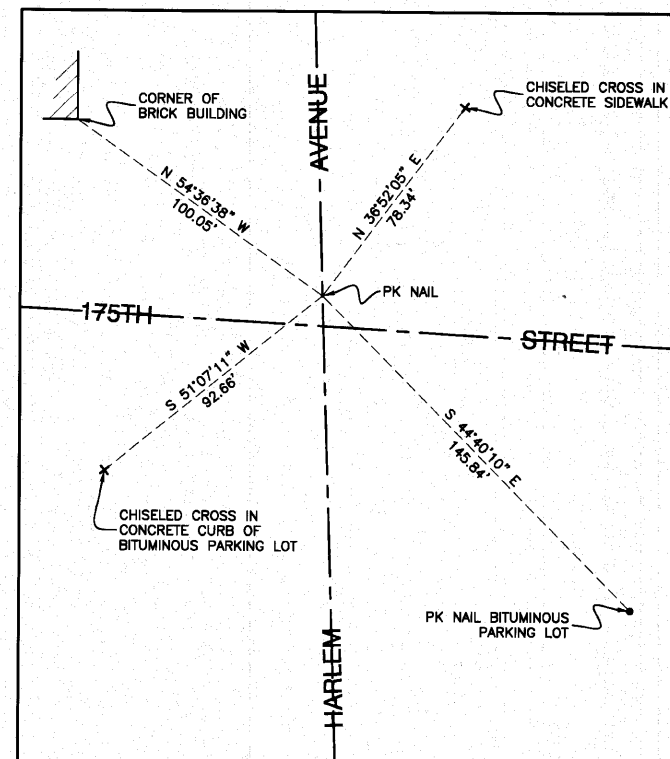 CORNER OF
BRICK BUILDING
CHISELED CROSS IN
CONCRETE SIDEWALK
AVENUE
N 54°36'38" W
100.05'
N 36°52'05" E
78.34'
PK NAIL
175TH
STREET
S 51°07'11" W
92.66'
S 44°40'10" E
145.84'
CHISELED CROSS IN
CONCRETE CURB OF
BITUMINOUS PARKING LOT
PK NAIL BITUMINOUS
PARKING LOT
HARLEM